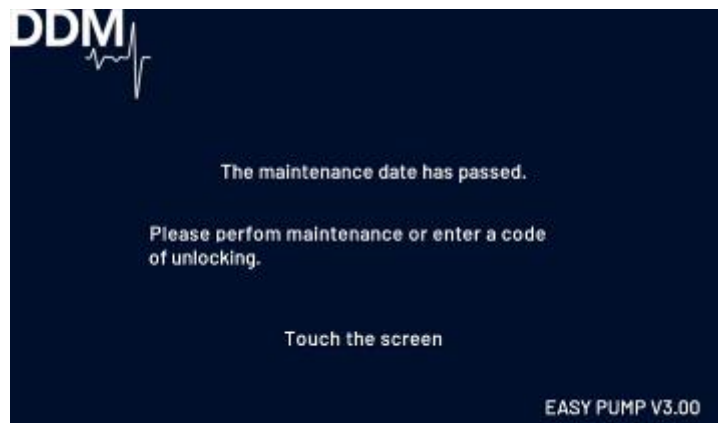 DDM
The maintenance date has passed.
Please perfom maintenance or enter a code
of unlocking.
Touch the screen
EASY PUMP V3.00